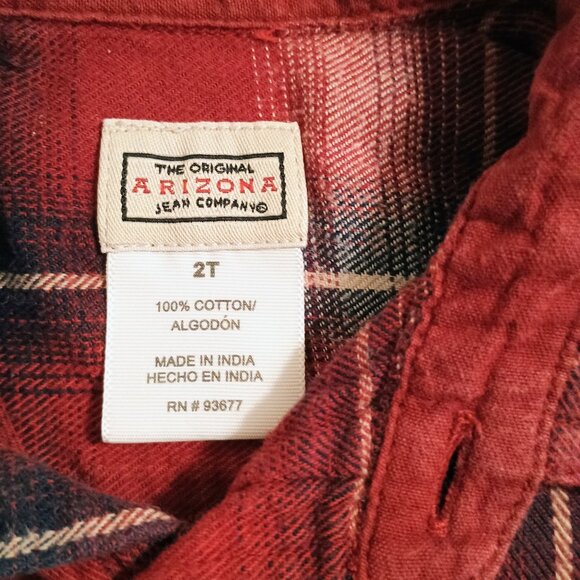 THE ORIGINAL
ARIZONA
JEAN COMPANY®
2T
100% COTTON/
ALGODÓN
MADE IN INDIA
HECHO EN INDIA
RN # 93677